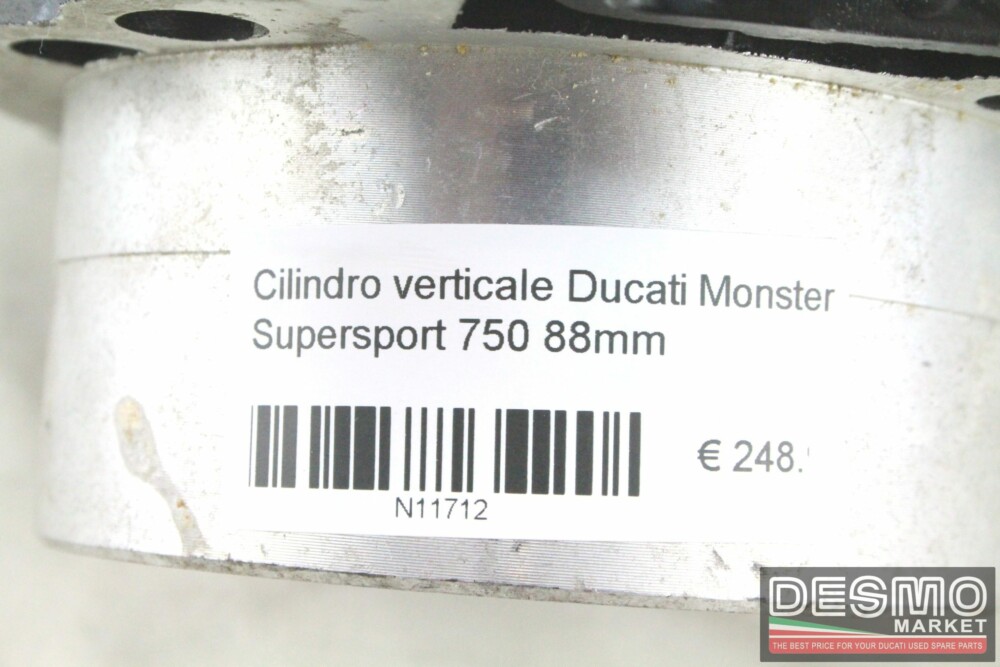 Cilindro verticale Ducati Monster
Supersport 750 88mm
€ 248.
N11712
DESMO
MARKET
THE BEST PRICE FOR YOUR DUCATI USED SPARE PARTS